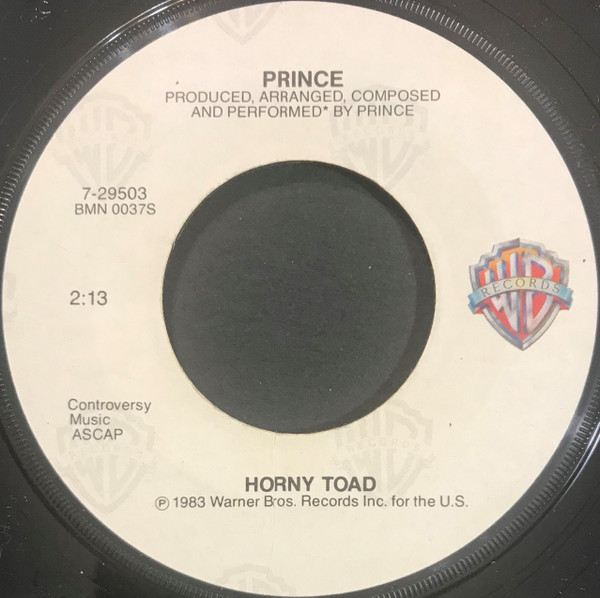 PRINCE
PRODUCED, ARRANGED, COMPOSED
AND PERFORMED* BY PRINCE
7-29503
BMN 0037S
2:13
WB
RECORDS
Controversy
Music
ASCAP
HORNY TOAD
℗ 1983 Warner Bros. Records Inc. for the U.S.